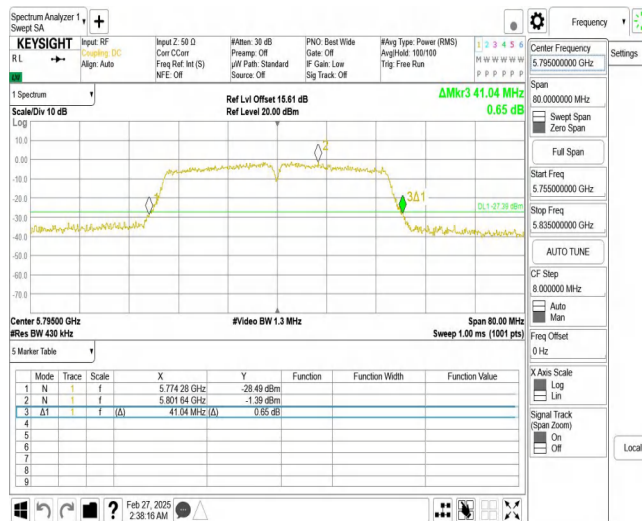 Spectrum Analyzer 1
Swept SA
Frequency
KEYSIGHT
R L
Input: RF
Coupling: DC
Align: Auto
Input Z: 50 Ω
Corr CCorr
Freq Ref: Int (S)
NFE: Off
#Atten: 30 dB
Preamp: Off
µW Path: Standard
Source: Off
PNO: Best Wide
Gate: Off
IF Gain: Low
Sig Track: Off
#Avg Type: Power (RMS)
Avg|Hold: 100/100
Trig: Free Run
1 2 3 4 5 6
M W W W W W
P P P P P P
Center Frequency
5.795000000 GHz
Settings
Span
80.0000000 MHz
Swept Span
Zero Span
Full Span
Start Freq
5.755000000 GHz
Stop Freq
5.835000000 GHz
AUTO TUNE
CF Step
8.000000 MHz
Auto
Man
Freq Offset
0 Hz
X Axis Scale
Log
Lin
Signal Track
(Span Zoom)
On
Off
Local
1 Spectrum
Scale/Div 10 dB
Log
Ref Lvl Offset 15.61 dB
Ref Level 20.00 dBm
ΔMkr3 41.04 MHz
0.65 dB
10.0
0.00
-10.0
-20.0
-30.0
-40.0
-50.0
-60.0
-70.0
1
2
3Δ1
DL1 -27.39 dBm
Center 5.79500 GHz
#Res BW 430 kHz
#Video BW 1.3 MHz
Span 80.00 MHz
Sweep 1.00 ms (1001 pts)
5 Marker Table
Mode Trace Scale X Y Function Function Width Function Value
1 N 1 f 5.774 28 GHz -28.49 dBm
2 N 1 f 5.801 64 GHz -1.39 dBm
3 Δ1 1 f (Δ) 41.04 MHz (Δ) 0.65 dB
4
5
6
7
8
9
Feb 27, 2025
2:38:16 AM